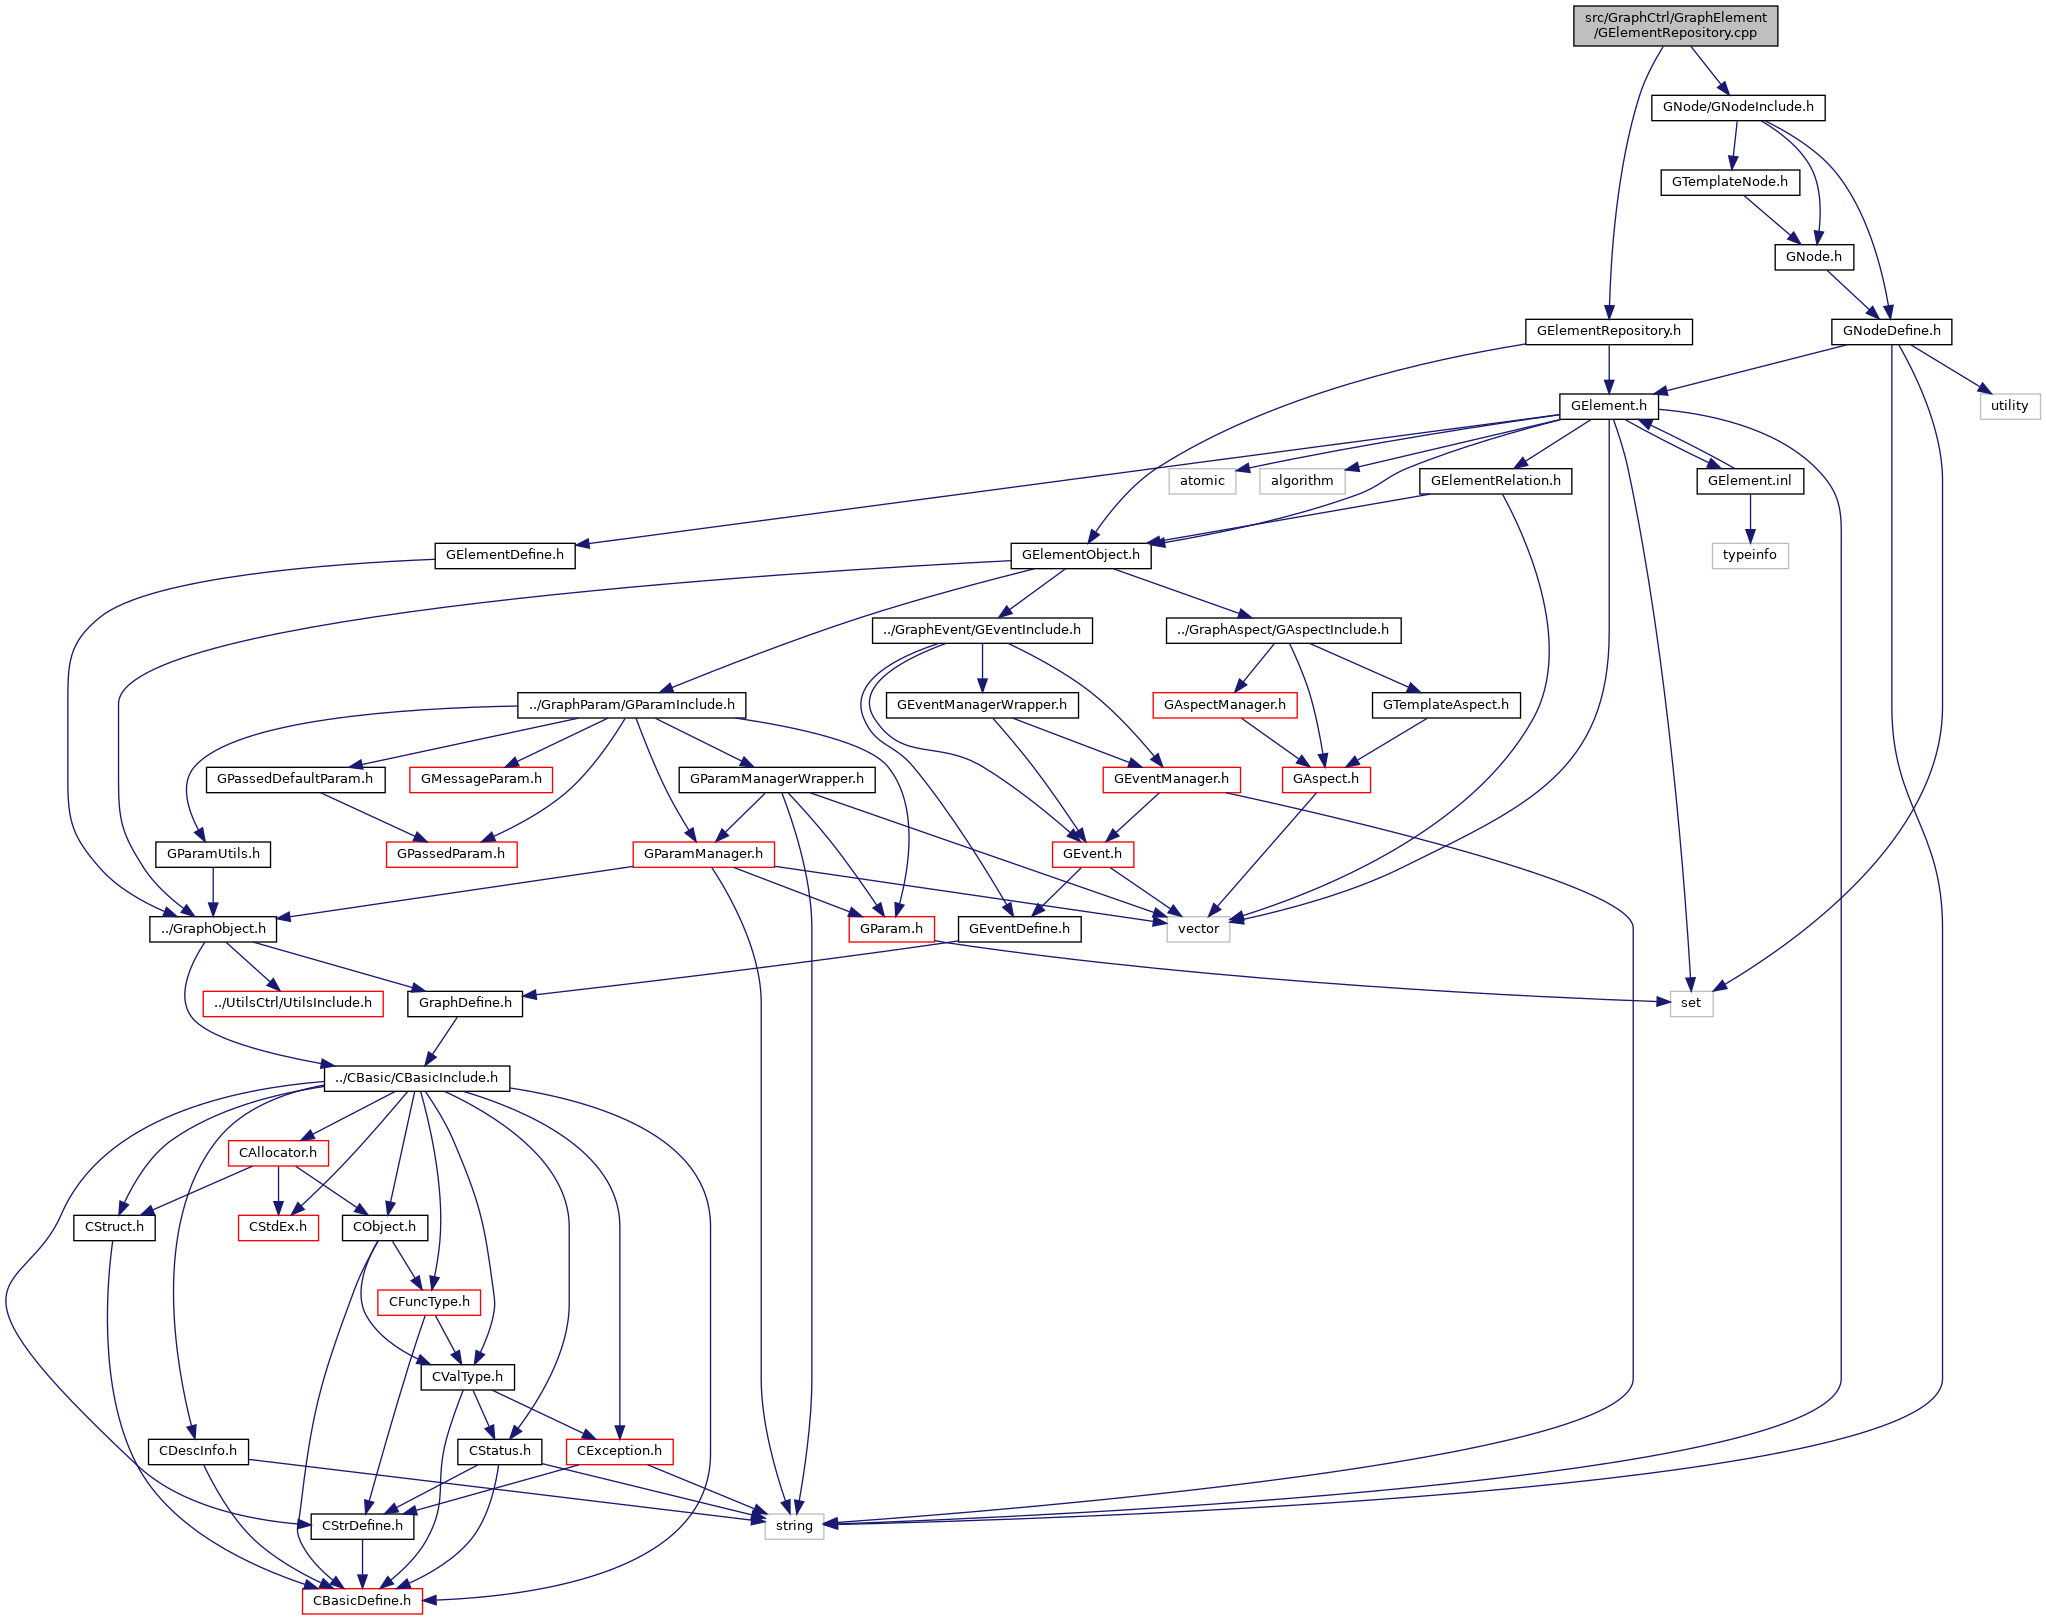 src/GraphCtrl/GraphElement
/GElementRepository.cpp
GNode/GNodeInclude.h
GTemplateNode.h
GNode.h
GElementRepository.h
GNodeDefine.h
GElement.h
utility
atomic
algorithm
GElementRelation.h
GElement.inl
GElementDefine.h
GElementObject.h
typeinfo
../GraphEvent/GEventInclude.h
../GraphAspect/GAspectInclude.h
../GraphParam/GParamInclude.h
GEventManagerWrapper.h
GAspectManager.h
GTemplateAspect.h
GPassedDefaultParam.h
GMessageParam.h
GParamManagerWrapper.h
GEventManager.h
GAspect.h
GParamUtils.h
GPassedParam.h
GParamManager.h
GEvent.h
../GraphObject.h
GParam.h
GEventDefine.h
vector
../UtilsCtrl/UtilsInclude.h
GraphDefine.h
set
../CBasic/CBasicInclude.h
CAllocator.h
CStruct.h
CStdEx.h
CObject.h
CFuncType.h
CValType.h
CDescInfo.h
CStatus.h
CException.h
CStrDefine.h
string
CBasicDefine.h